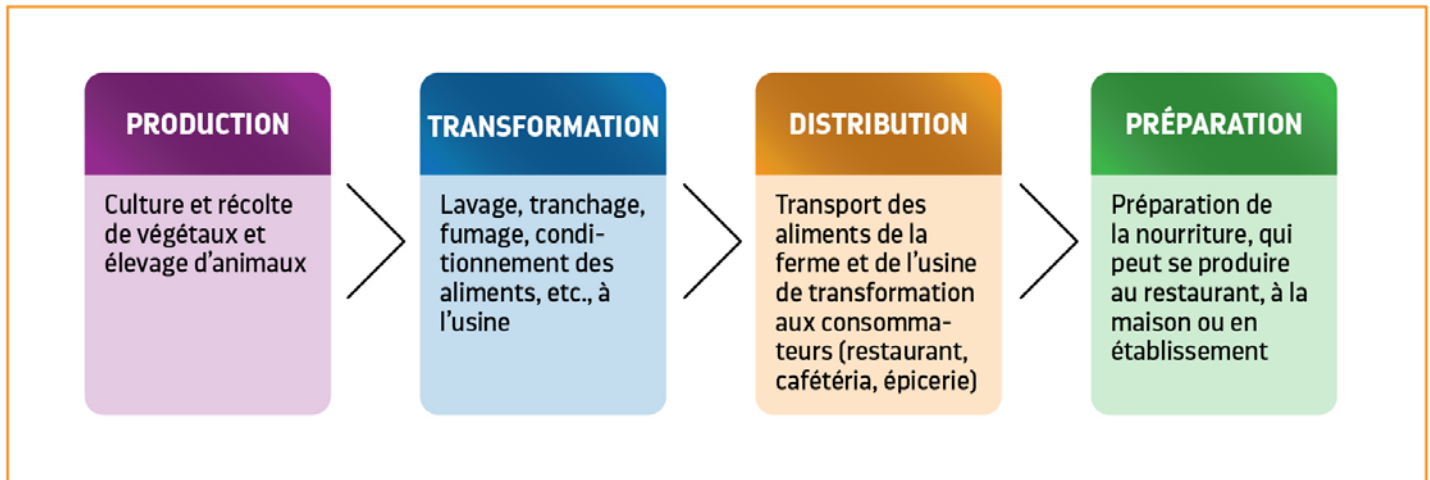 PRODUCTION
Culture et récolte
de végétaux et
élevage d'animaux
TRANSFORMATION
Lavage, tranchage,
fumage, condi-
tionnement des
aliments, etc., à
l'usine
DISTRIBUTION
Transport des
aliments de la
ferme et de l'usine
de transformation
aux consomma-
teurs (restaurant,
cafétéria, épicerie)
PRÉPARATION
Préparation de
la nourriture, qui
peut se produire
au restaurant, à la
maison ou en
établissement